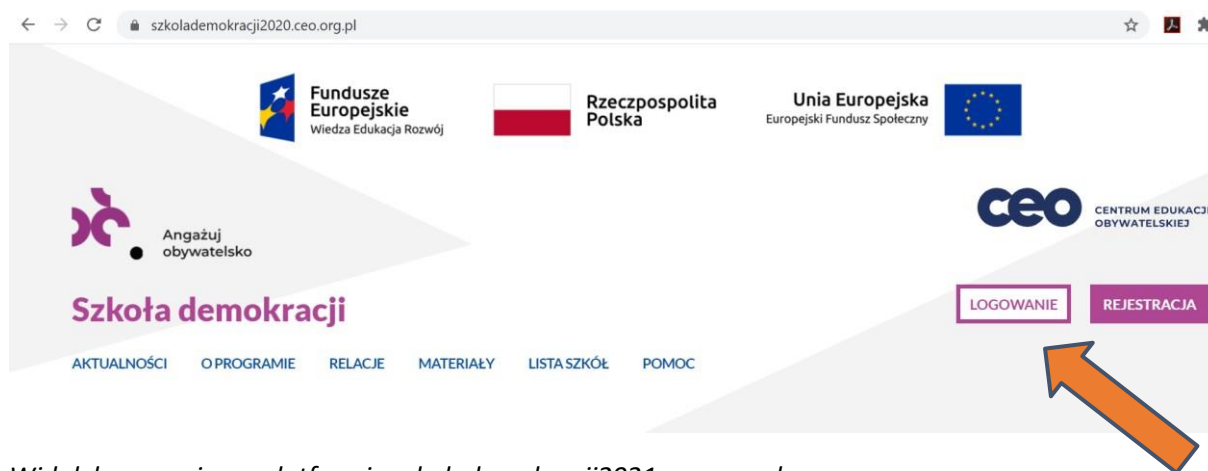 szkolademokracji2020.ceo.org.pl
Fundusze
Europejskie
Wiedza Edukacja Rozwój
Rzeczpospolita
Polska
Unia Europejska
Europejski Fundusz Społeczny
Angażuj
obywatelsko
ceo
CENTRUM EDUKACJI
OBYWATELSKIEJ
Szkoła demokracji
LOGOWANIE
REJESTRACJA
AKTUALNOŚCI O PROGRAMIE RELACJE MATERIAŁY LISTA SZKÓŁ POMOC